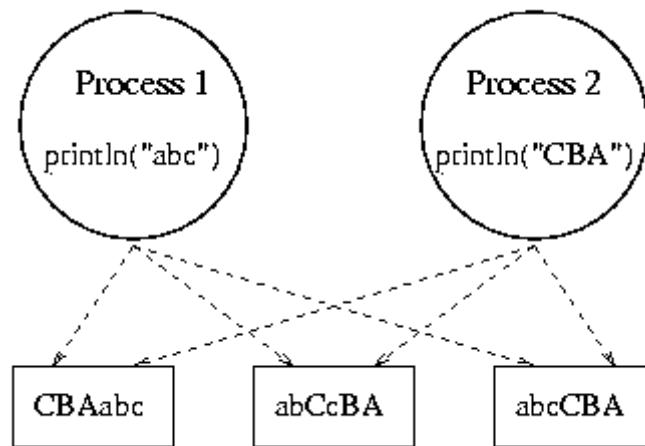 Process 1
println("abc")
Process 2
println("CBA")
CBAabc
abCcBA
abcCBA